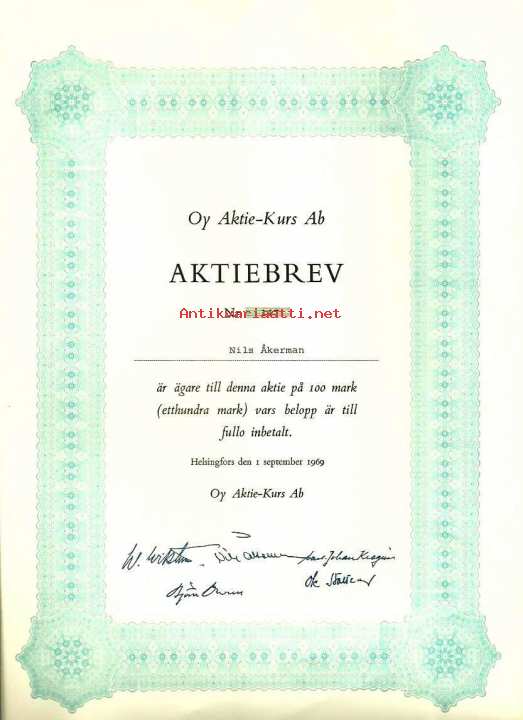 Oy Aktie-Kurs Ab
AKTIEBREV
No
Antikvariaatti.net
Nils Åkerman
är ägare till denna aktie på 100 mark
(etthundra mark) vars belopp är till
fullo inbetalt.
Helsingfors den 1 september 1969
Oy Aktie-Kurs Ab